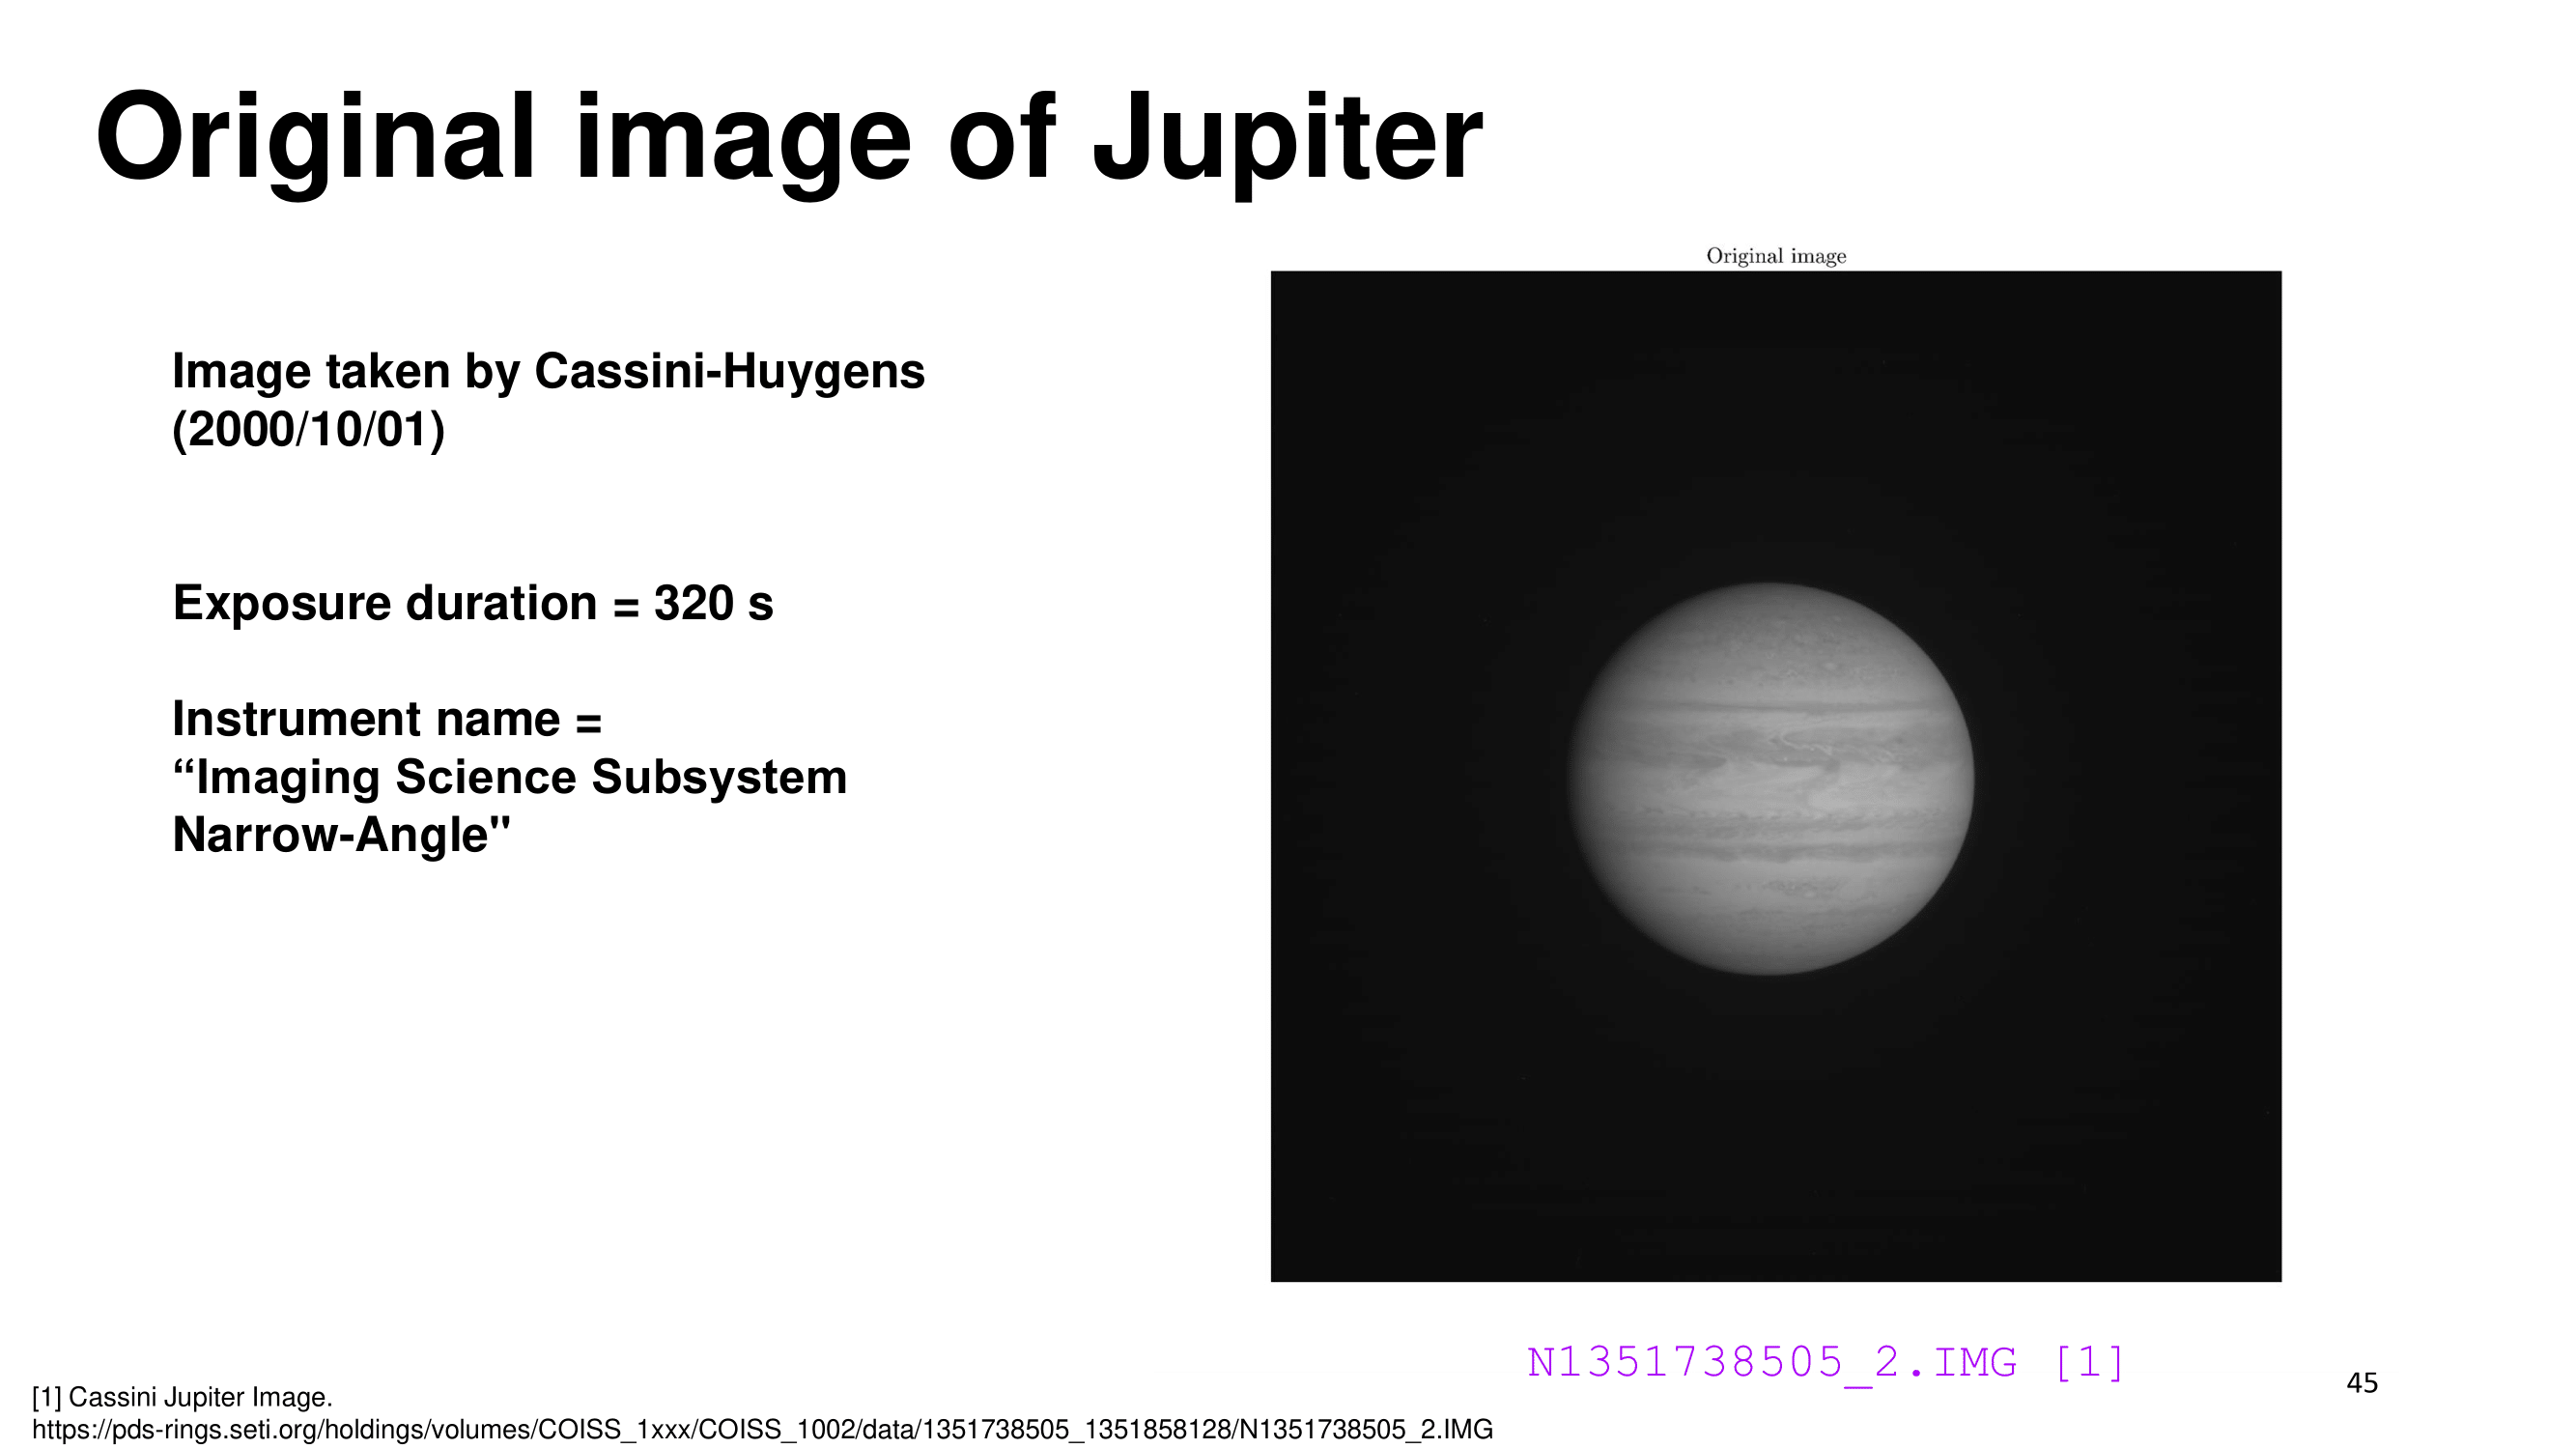 Original image of Jupiter
Image taken by Cassini-Huygens
(2000/10/01)
Exposure duration = 320 s
Instrument name =
“Imaging Science Subsystem
Narrow-Angle"
Original image
N1351738505_2.IMG [1]
[1] Cassini Jupiter Image.
https://pds-rings.seti.org/holdings/volumes/COISS_1xxx/COISS_1002/data/1351738505_1351858128/N1351738505_2.IMG
45